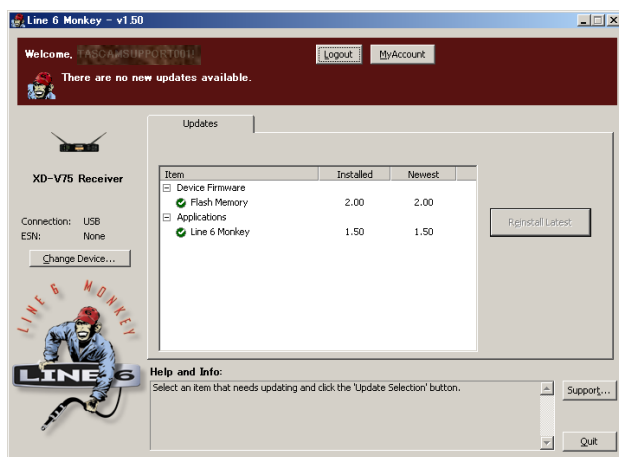 Line 6 Monkey - v1.50
Welcome,
Logout
MyAccount
There are no new updates available.
Updates
XD-V75 Receiver
Item Installed Newest
Device Firmware
Flash Memory 2.00 2.00
Applications
Line 6 Monkey 1.50 1.50
Reinstall Latest
Connection: USB
ESN: None
Change Device...
LINE 6 MONKEY
LINE 6
Help and Info:
Select an item that needs updating and click the 'Update Selection' button.
Support...
Quit